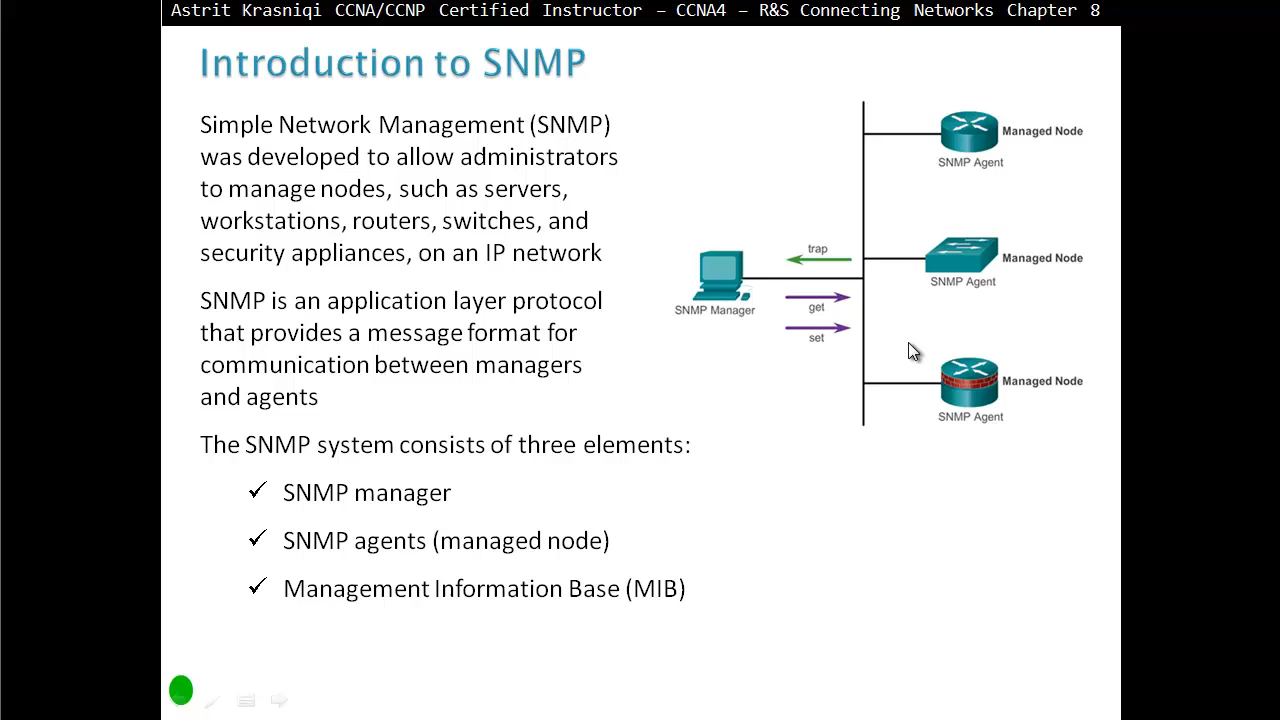 Astrit Krasniqi CCNA/CCNP Certified Instructor – CCNA4 – R&S Connecting Networks Chapter 8
Introduction to SNMP
Simple Network Management (SNMP)
was developed to allow administrators
to manage nodes, such as servers,
workstations, routers, switches, and
security appliances, on an IP network
SNMP is an application layer protocol
that provides a message format for
communication between managers
and agents
The SNMP system consists of three elements:
SNMP manager
SNMP agents (managed node)
Management Information Base (MIB)
Managed Node
SNMP Agent
trap
Managed Node
SNMP Agent
SNMP Manager
get
set
Managed Node
SNMP Agent